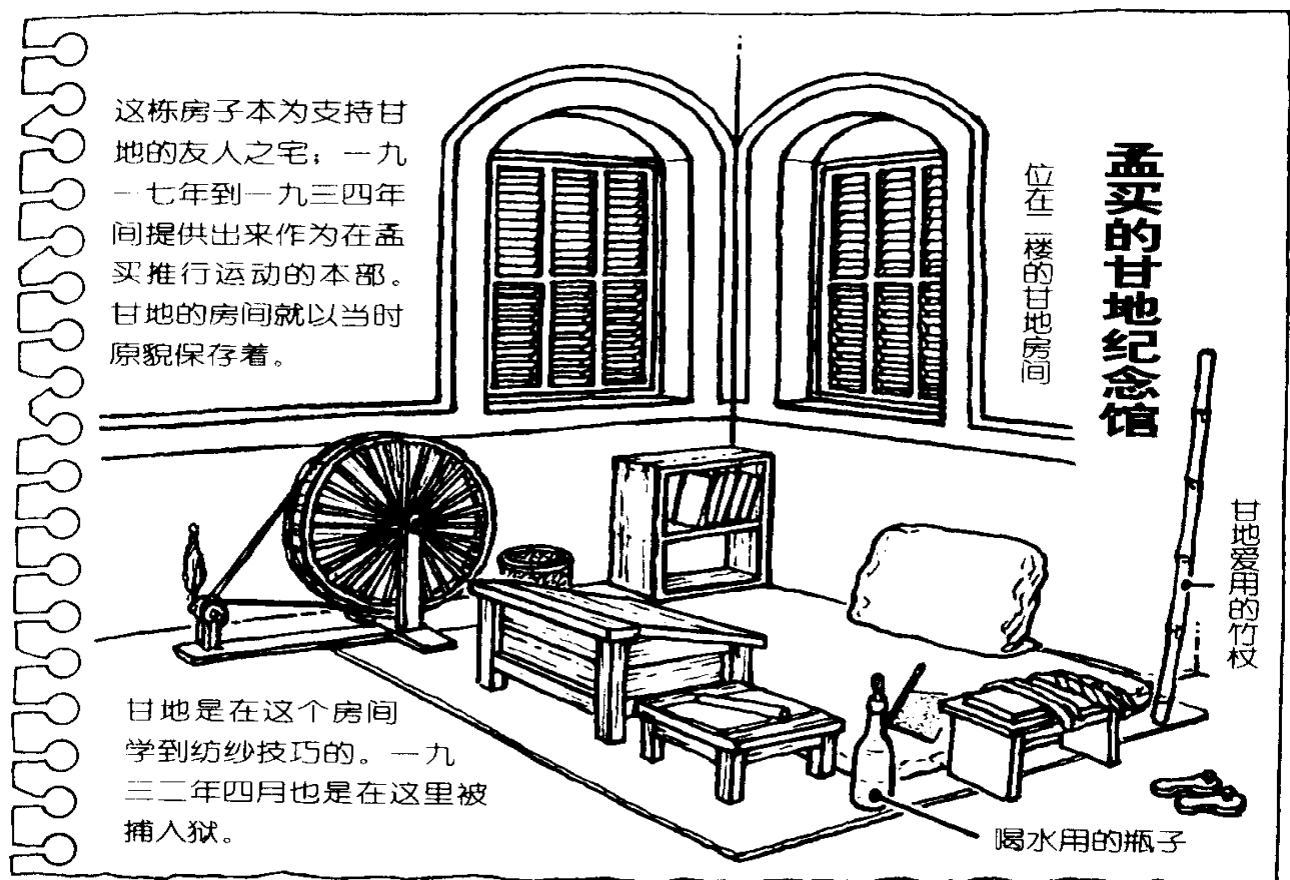 孟买的甘地纪念馆
位在二楼的甘地房间
这栋房子本为支持甘
地的友人之宅；一九
一七年到一九三四年
间提供出来作为在孟
买推行运动的本部。
甘地的房间就以当时
原貌保存着。
甘地爱用的竹杖
甘地是在这个房间
学到纺纱技巧的。一九
三二年四月也是在这里被
捕入狱。
喝水用的瓶子